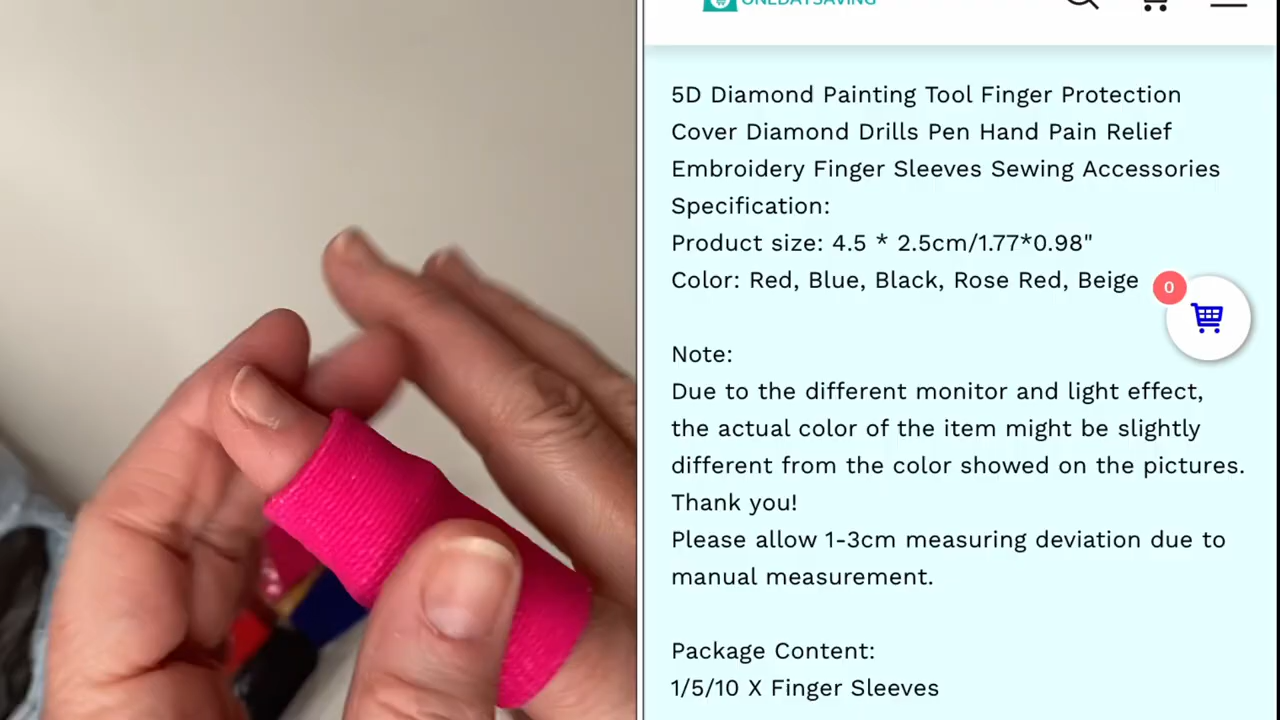 ONEDAYSAVING
5D Diamond Painting Tool Finger Protection
Cover Diamond Drills Pen Hand Pain Relief
Embroidery Finger Sleeves Sewing Accessories
Specification:
Product size: 4.5 * 2.5cm/1.77*0.98"
Color: Red, Blue, Black, Rose Red, Beige
0
Note:
Due to the different monitor and light effect,
the actual color of the item might be slightly
different from the color showed on the pictures.
Thank you!
Please allow 1-3cm measuring deviation due to
manual measurement.
Package Content:
1/5/10 X Finger Sleeves